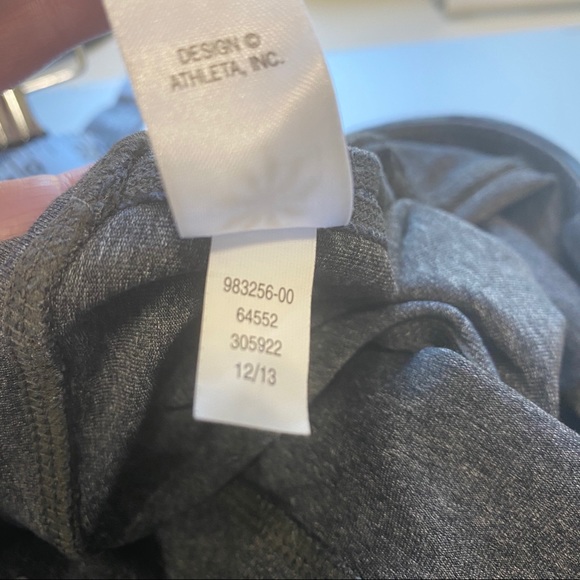 DESIGN ©
ATHLETA, INC.
983256-00
64552
305922
12/13